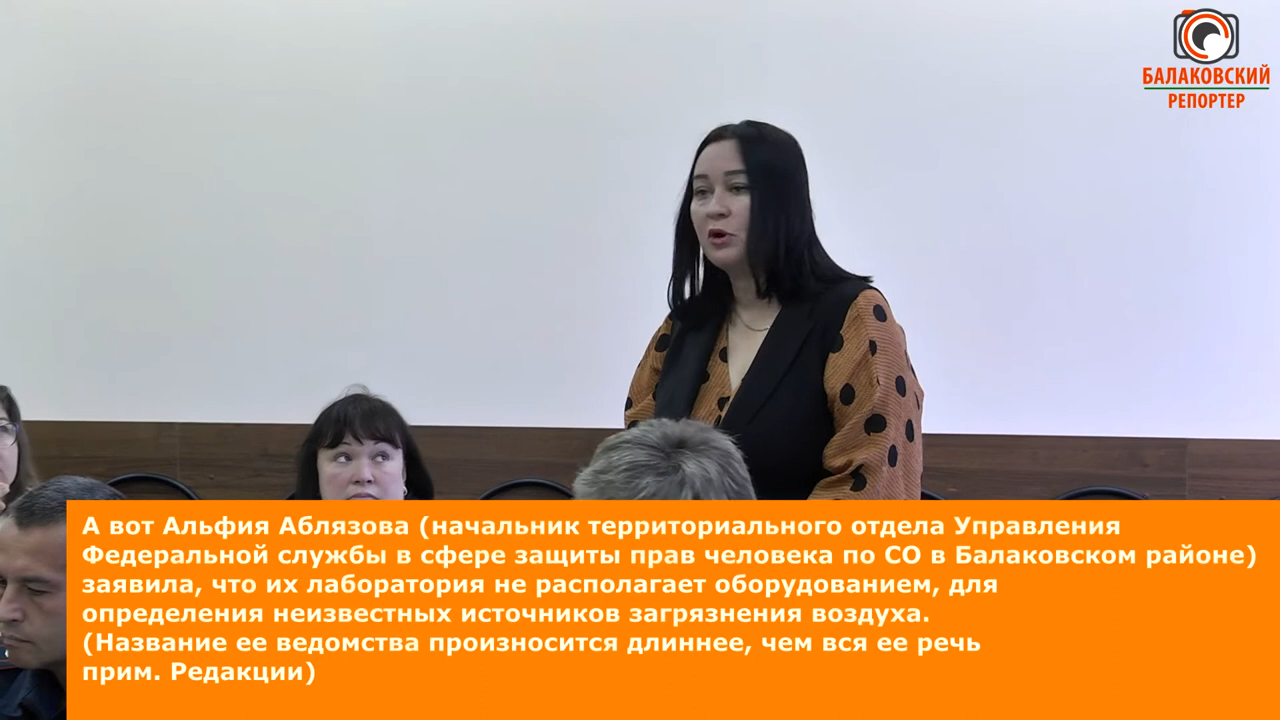 БАЛАКОВСКИЙ
РЕПОРТЕР
А вот Альфия Аблязова (начальник территориального отдела Управления
Федеральной службы в сфере защиты прав человека по СО в Балаковском районе)
заявила, что их лаборатория не располагает оборудованием, для
определения неизвестных источников загрязнения воздуха.
(Название ее ведомства произносится длиннее, чем вся ее речь
прим. Редакции)